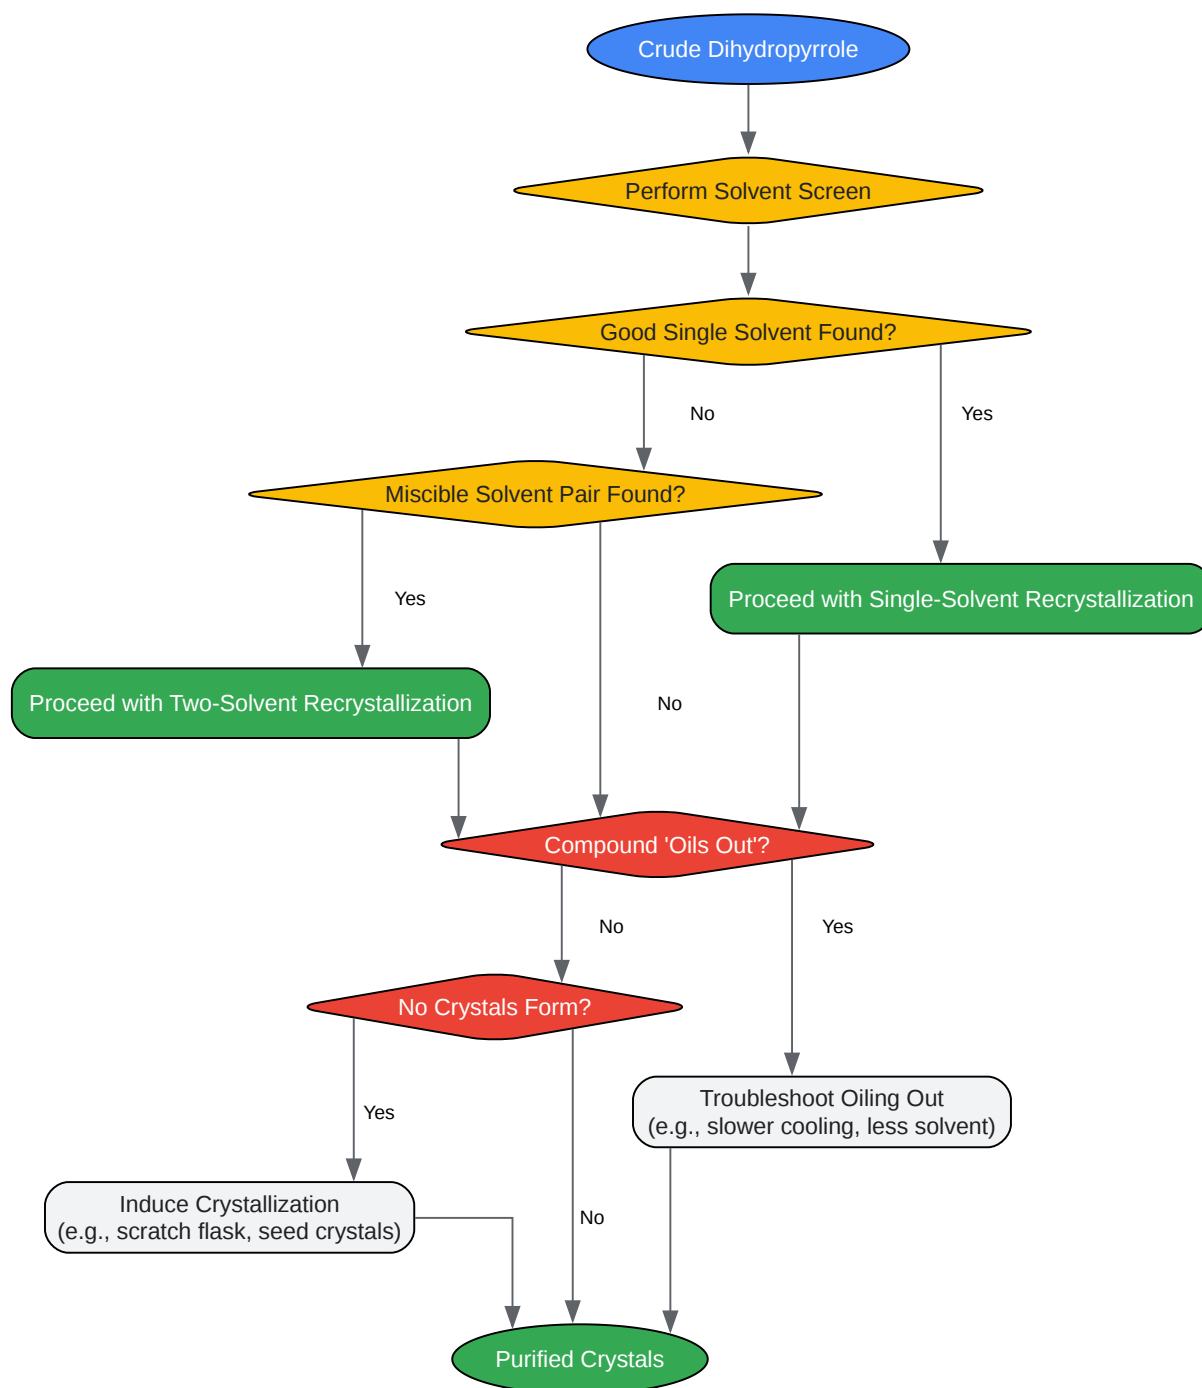 Crude Dihydropyrrole
Perform Solvent Screen
Good Single Solvent Found?
No
Yes
Miscible Solvent Pair Found?
Yes
Proceed with Single-Solvent Recrystallization
Proceed with Two-Solvent Recrystallization
No
Compound 'Oils Out'?
No
Yes
No Crystals Form?
Yes
Troubleshoot Oiling Out
(e.g., slower cooling, less solvent)
Induce Crystallization
(e.g., scratch flask, seed crystals)
No
Purified Crystals